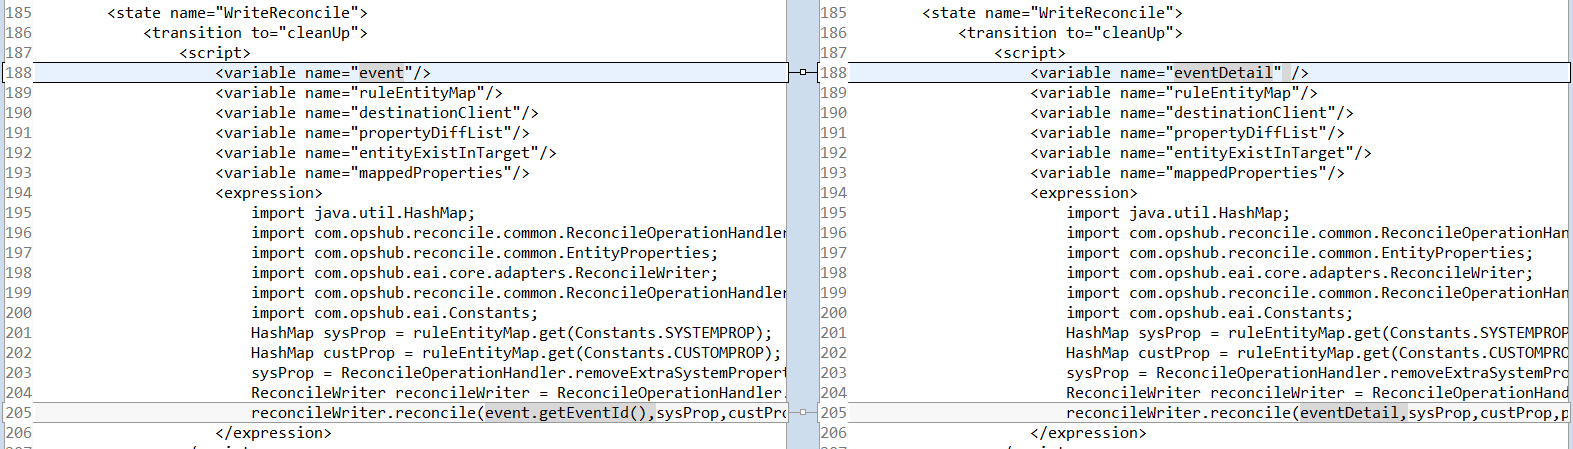 185 <state name="WriteReconcile">
186 <transition to="cleanUp">
187 <script>
188 <variable name="event"/>
189 <variable name="ruleEntityMap"/>
190 <variable name="destinationClient"/>
191 <variable name="propertyDiffList"/>
192 <variable name="entityExistInTarget"/>
193 <variable name="mappedProperties"/>
194 <expression>
195 import java.util.HashMap;
196 import com.opshub.reconcile.common.ReconcileOperationHandler
197 import com.opshub.reconcile.common.EntityProperties;
198 import com.opshub.eai.core.adapters.ReconcileWriter;
199 import com.opshub.reconcile.common.ReconcileOperationHandler
200 import com.opshub.eai.Constants;
201 HashMap sysProp = ruleEntityMap.get(Constants.SYSTEMPROP);
202 HashMap custProp = ruleEntityMap.get(Constants.CUSTOMPROP);
203 sysProp = ReconcileOperationHandler.removeExtraSystemPropert
204 ReconcileWriter reconcileWriter = ReconcileOperationHandler.
205 reconcileWriter.reconcile(event.getEventId(),sysProp,custPro
206 </expression>
185 <state name="WriteReconcile">
186 <transition to="cleanUp">
187 <script>
188 <variable name="eventDetail" />
189 <variable name="ruleEntityMap"/>
190 <variable name="destinationClient"/>
191 <variable name="propertyDiffList"/>
192 <variable name="entityExistInTarget"/>
193 <variable name="mappedProperties"/>
194 <expression>
195 import java.util.HashMap;
196 import com.opshub.reconcile.common.ReconcileOperationHan
197 import com.opshub.reconcile.common.EntityProperties;
198 import com.opshub.eai.core.adapters.ReconcileWriter;
199 import com.opshub.reconcile.common.ReconcileOperationHan
200 import com.opshub.eai.Constants;
201 HashMap sysProp = ruleEntityMap.get(Constants.SYSTEMPROP
202 HashMap custProp = ruleEntityMap.get(Constants.CUSTOMPRO
203 sysProp = ReconcileOperationHandler.removeExtraSystemPro
204 ReconcileWriter reconcileWriter = ReconcileOperationHand
205 reconcileWriter.reconcile(eventDetail,sysProp,custProp,p
206 </expression>